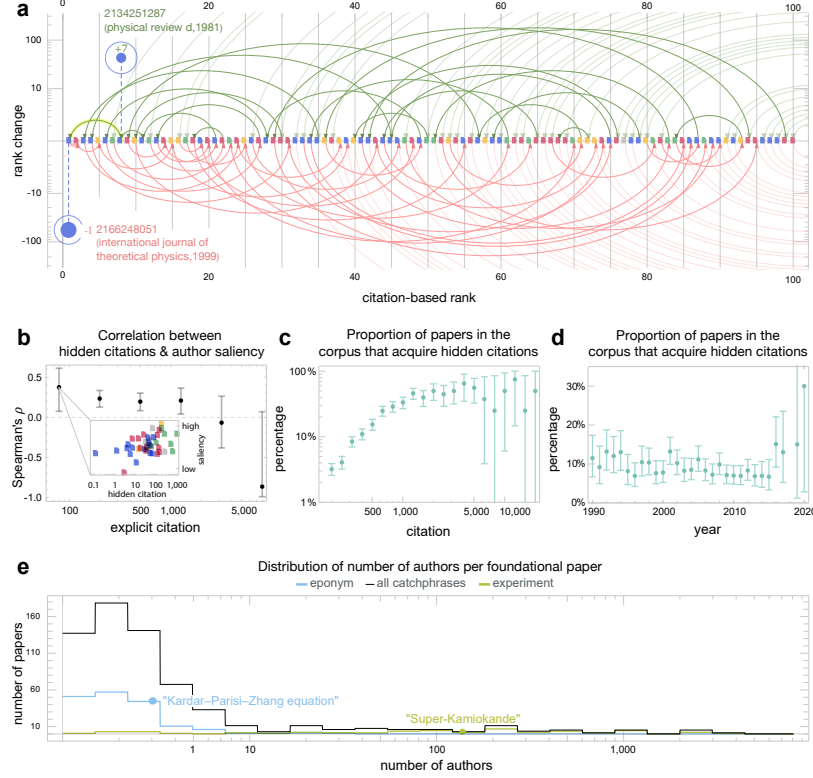 a
0 20 40 60 80 100
2134251287
(physical review d,1981)
+7
100
10
-10
-100
rank change
-1 2166248051
(international journal of
theoretical physics,1999)
0 20 40 60 80 100
citation-based rank
b
Correlation between
hidden citations & author saliency
0.5
0.0
-0.5
-1.0
Spearman's ρ
high
saliency
low
0.1 1 10 100 1,000
hidden citation
100 500 1,000 5,000
explicit citation
c
Proportion of papers in the
corpus that acquire hidden citations
100 %
10 %
1 %
percentage
500 1,000 5,000 10,000
citation
d
Proportion of papers in the
corpus that acquire hidden citations
30%
20%
10%
0%
percentage
1990 2000 2010 2020
year
e
Distribution of number of authors per foundational paper
eponym all catchphrases experiment
160
110
60
10
number of papers
"Kardar–Parisi–Zhang equation"
"Super-Kamiokande"
1 10 100 1,000
number of authors